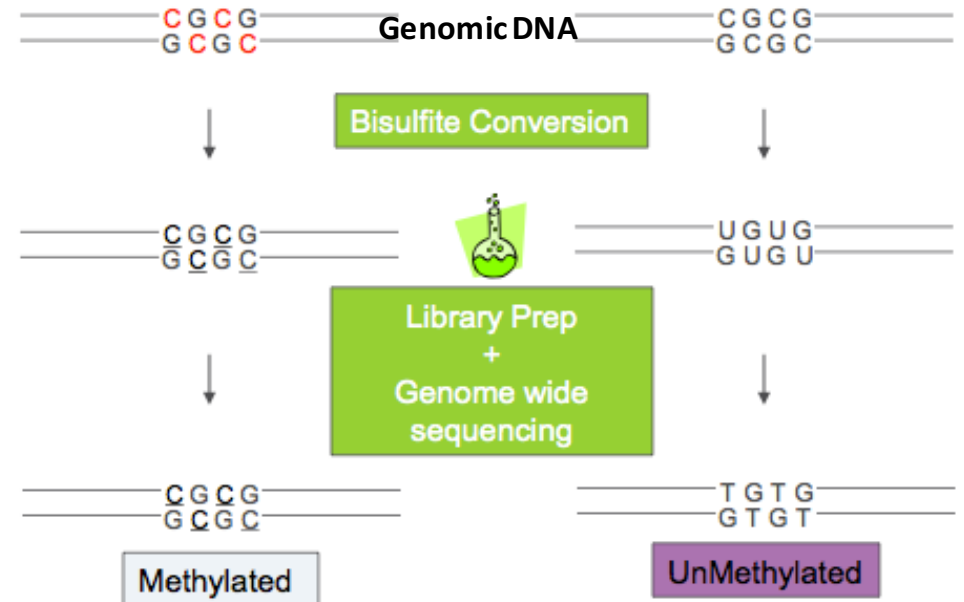 CGCG
GCGC
Genomic DNA
CGCG
GCGC
Bisulfite Conversion
CGCG
GCGC
UGUG
GUGU
Library Prep
+
Genome wide
sequencing
CGCG
GCGC
TGTG
GTGT
Methylated
UnMethylated